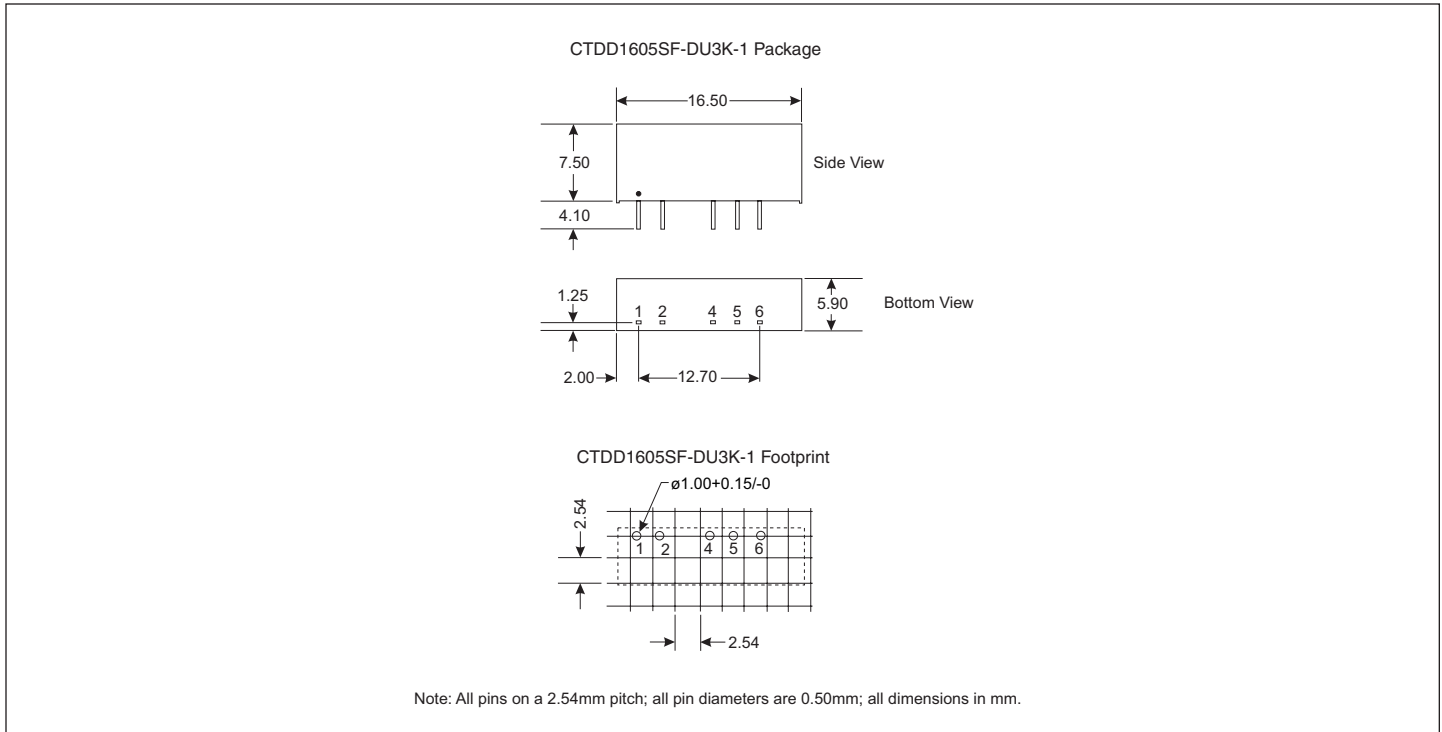 CTDD1605SF-DU3K-1 Package
16.50
7.50
Side View
4.10
1.25
1 2 4 5 6
5.90
Bottom View
2.00
12.70
CTDD1605SF-DU3K-1 Footprint
ø1.00+0.15/-0
2.54
1 2 4 5 6
2.54
Note: All pins on a 2.54mm pitch; all pin diameters are 0.50mm; all dimensions in mm.